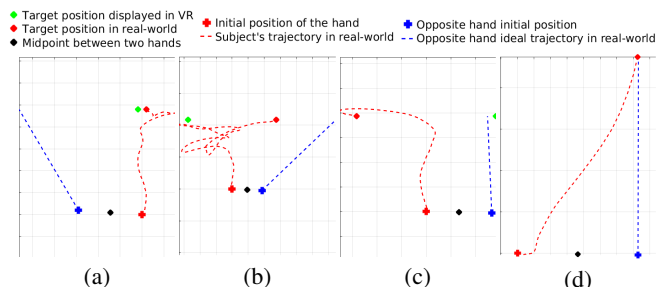 Target position displayed in VR
Target position in real-world
Midpoint between two hands
Initial position of the hand
Subject's trajectory in real-world
Opposite hand initial position
Opposite hand ideal trajectory in real-world
(a) (b) (c) (d)